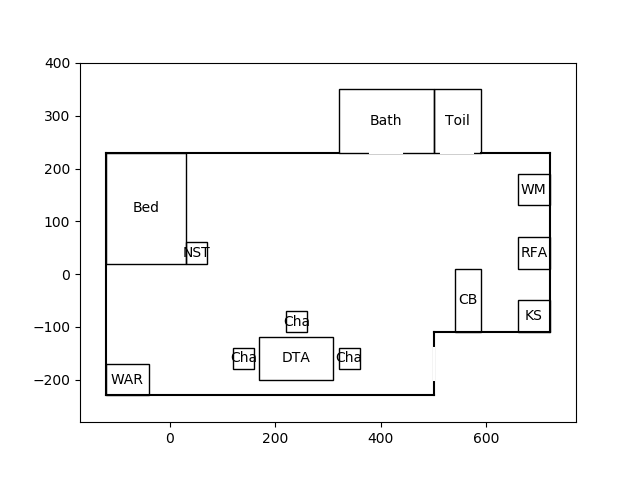 400
300
200
100
0
−100
−200
0
200
400
600
Bath
Toil
Bed
WM
NST
RFA
CB
KS
Cha
Cha
DTA
Cha
WAR